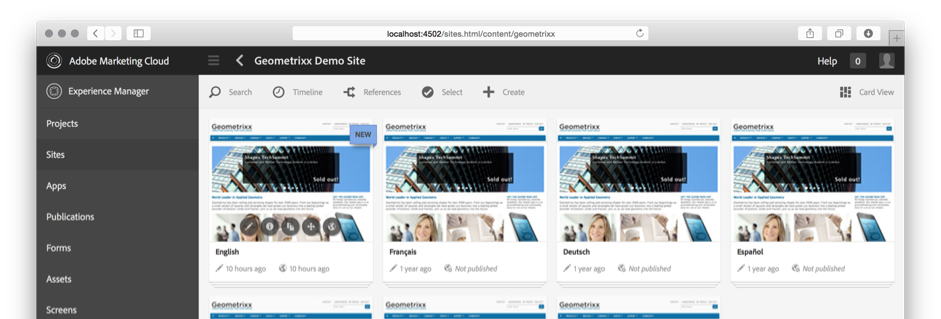 localhost:4502/sites.html/content/geometrixx
Adobe Marketing Cloud
Geometrixx Demo Site
Help
0
Experience Manager
Search
Timeline
References
Select
Create
Card View
Projects
Sites
Apps
Publications
Forms
Assets
Screens
NEW
Geometrixx
Geometrixx
Geometrixx
Geometrixx
Shapes TechSummit
Shapes TechSummit
Shapes TechSummit
Shapes TechSummit
Sold out!
Sold out!
Sold out!
Sold out!
World Leader in Applied Geometrics
World Leader in Applied Geometrics
World Leader in Applied Geometrics
World Leader in Applied Geometrics
English
10 hours ago
10 hours ago
Français
1 year ago
Not published
Deutsch
1 year ago
Not published
Español
1 year ago
Not published
Geometrixx
Geometrixx
Geometrixx